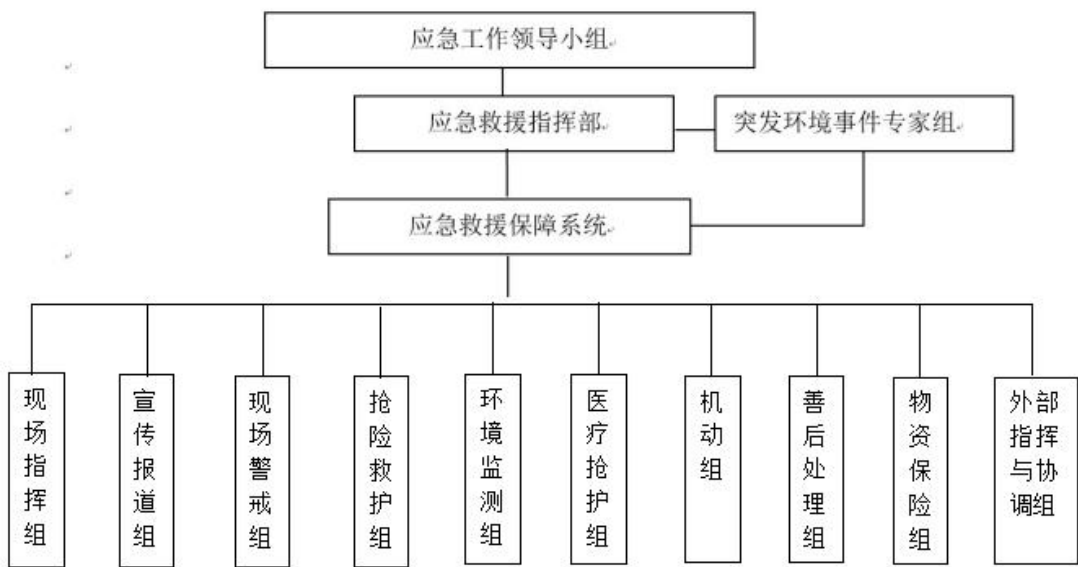 应急工作领导小组
应急救援指挥部
突发环境事件专家组
应急救援保障系统
现场指挥组
宣传报道组
现场警戒组
抢险救护组
环境监测组
医疗抢护组
机动组
善后处理组
物资保险组
外部
指挥
与协
调组